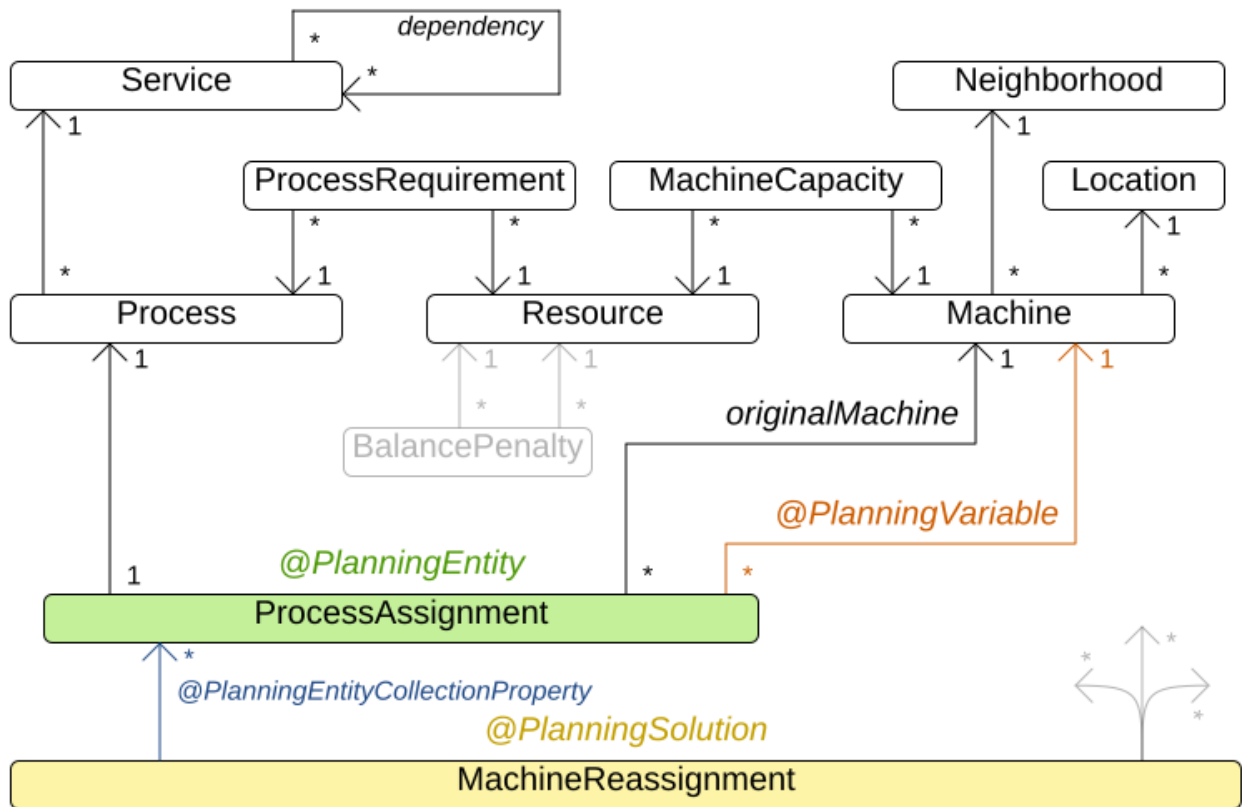 * dependency
Service * Neighborhood
1 1
ProcessRequirement MachineCapacity Location
* * * * 1
* 1 1 1 1 * *
Process Resource Machine
1 1 1 1 1
* * originalMachine
BalancePenalty
@PlanningVariable
@PlanningEntity
1 * *
ProcessAssignment
* * * *
@PlanningEntityCollectionProperty
@PlanningSolution
MachineReassignment